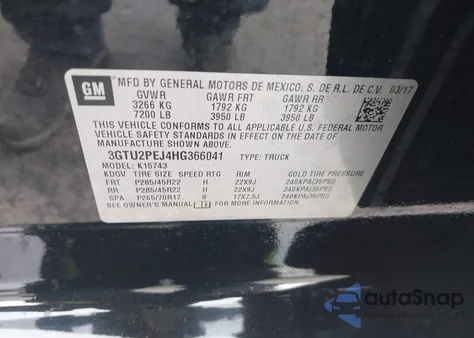 GM
MFD BY GENERAL MOTORS DE MEXICO, S. DE R.L. DE C.V. 03/17
GVWR GAWR FRT GAWR RR
3266 KG 1792 KG 1792 KG
7200 LB 3950 LB 3950 LB
THIS VEHICLE CONFORMS TO ALL APPLICABLE U.S. FEDERAL MOTOR
VEHICLE SAFETY STANDARDS IN EFFECT ON THE DATE OF
MANUFACTURE SHOWN ABOVE.
3GTU2PEJ4HG366041 TYPE: TRUCK
MODEL: K15743
KDGV TIRE SIZE SPEED RTG RIM COLD TIRE PRESSURE
FRT P285/45R22 H 22X9J 240KPA(35PSI)
RR P285/45R22 H 22X9J 240KPA(35PSI)
SPA P265/70R17 S 17X7.5J 240KPA(35PSI)
SEE OWNER'S MANUAL FOR MORE INFORMATION.
autoSnap